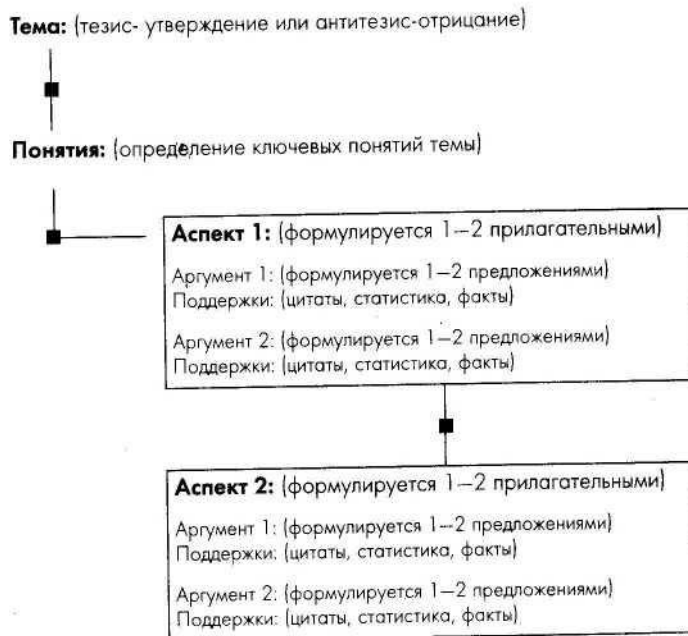 Тема: (тезис- утверждение или антитезис-отрицание)
Понятия: (определение ключевых понятий темы)
Аспект 1: (формулируется 1—2 прилагательными)
Аргумент 1: (формулируется 1—2 предложениями)
Поддержки: (цитаты, статистика, факты)
Аргумент 2: (формулируется 1—2 предложениями)
Поддержки: (цитаты, статистика, факты)
Аспект 2: (формулируется 1—2 прилагательными)
Аргумент 1: (формулируется 1—2 предложениями)
Поддержки: (цитаты, статистика, факты)
Аргумент 2: (формулируется 1—2 предложениями)
Поддержки: (цитаты, статистика, факты)